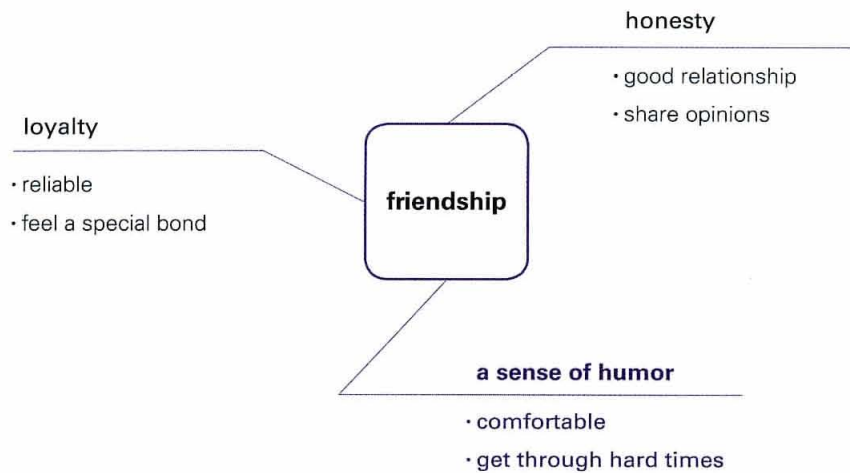 honesty
· good relationship
· share opinions
loyalty
· reliable
· feel a special bond
friendship
a sense of humor
· comfortable
· get through hard times